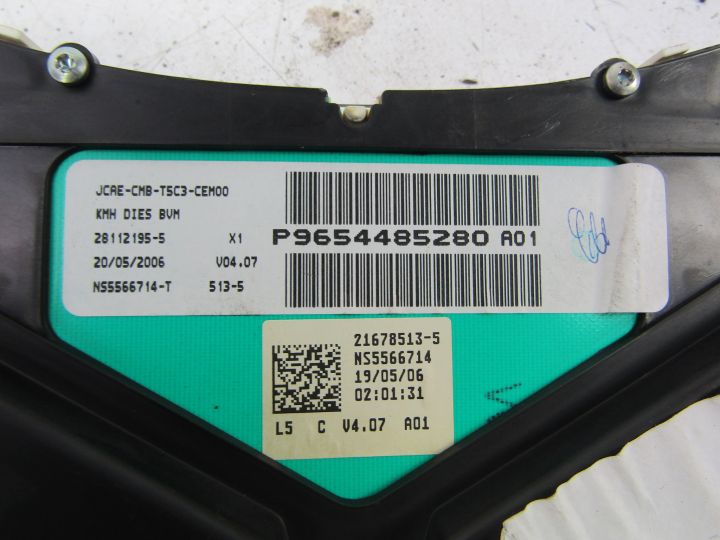 JCAE-CMB-T5C3-CEM00
KMH DIES BVM
28112195-5 X1
20/05/2006 V04.07
NS5566714-T 513-5
P9654485280 A01
21678513-5
NS5566714
19/05/06
02:01:31
L5 C V4.07 A01